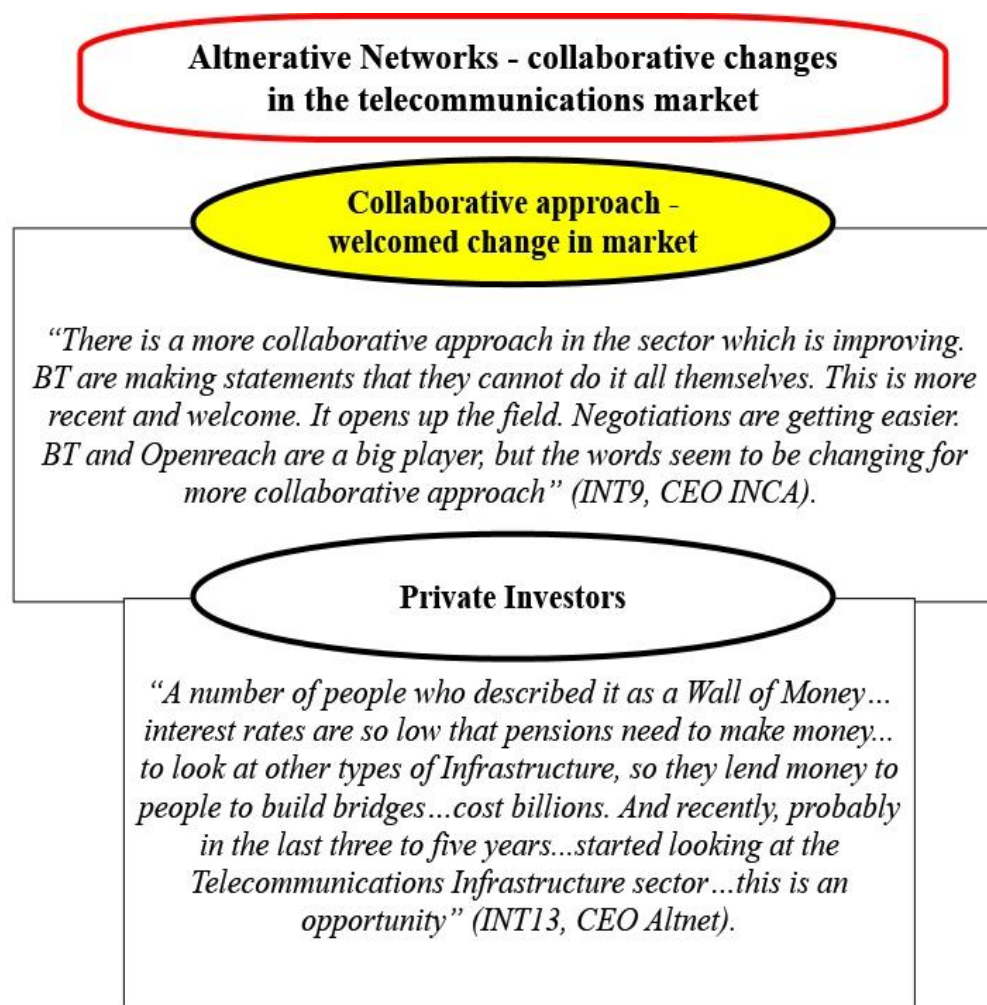 Altnerative Networks - collaborative changes
in the telecommunications market
Collaborative approach -
welcomed change in market
“There is a more collaborative approach in the sector which is improving.
BT are making statements that they cannot do it all themselves. This is more
recent and welcome. It opens up the field. Negotiations are getting easier.
BT and Openreach are a big player, but the words seem to be changing for
more collaborative approach” (INT9, CEO INCA).
Private Investors
“A number of people who described it as a Wall of Money…
interest rates are so low that pensions need to make money...
to look at other types of Infrastructure, so they lend money to
people to build bridges…cost billions. And recently, probably
in the last three to five years...started looking at the
Telecommunications Infrastructure sector…this is an
opportunity” (INT13, CEO Altnet).